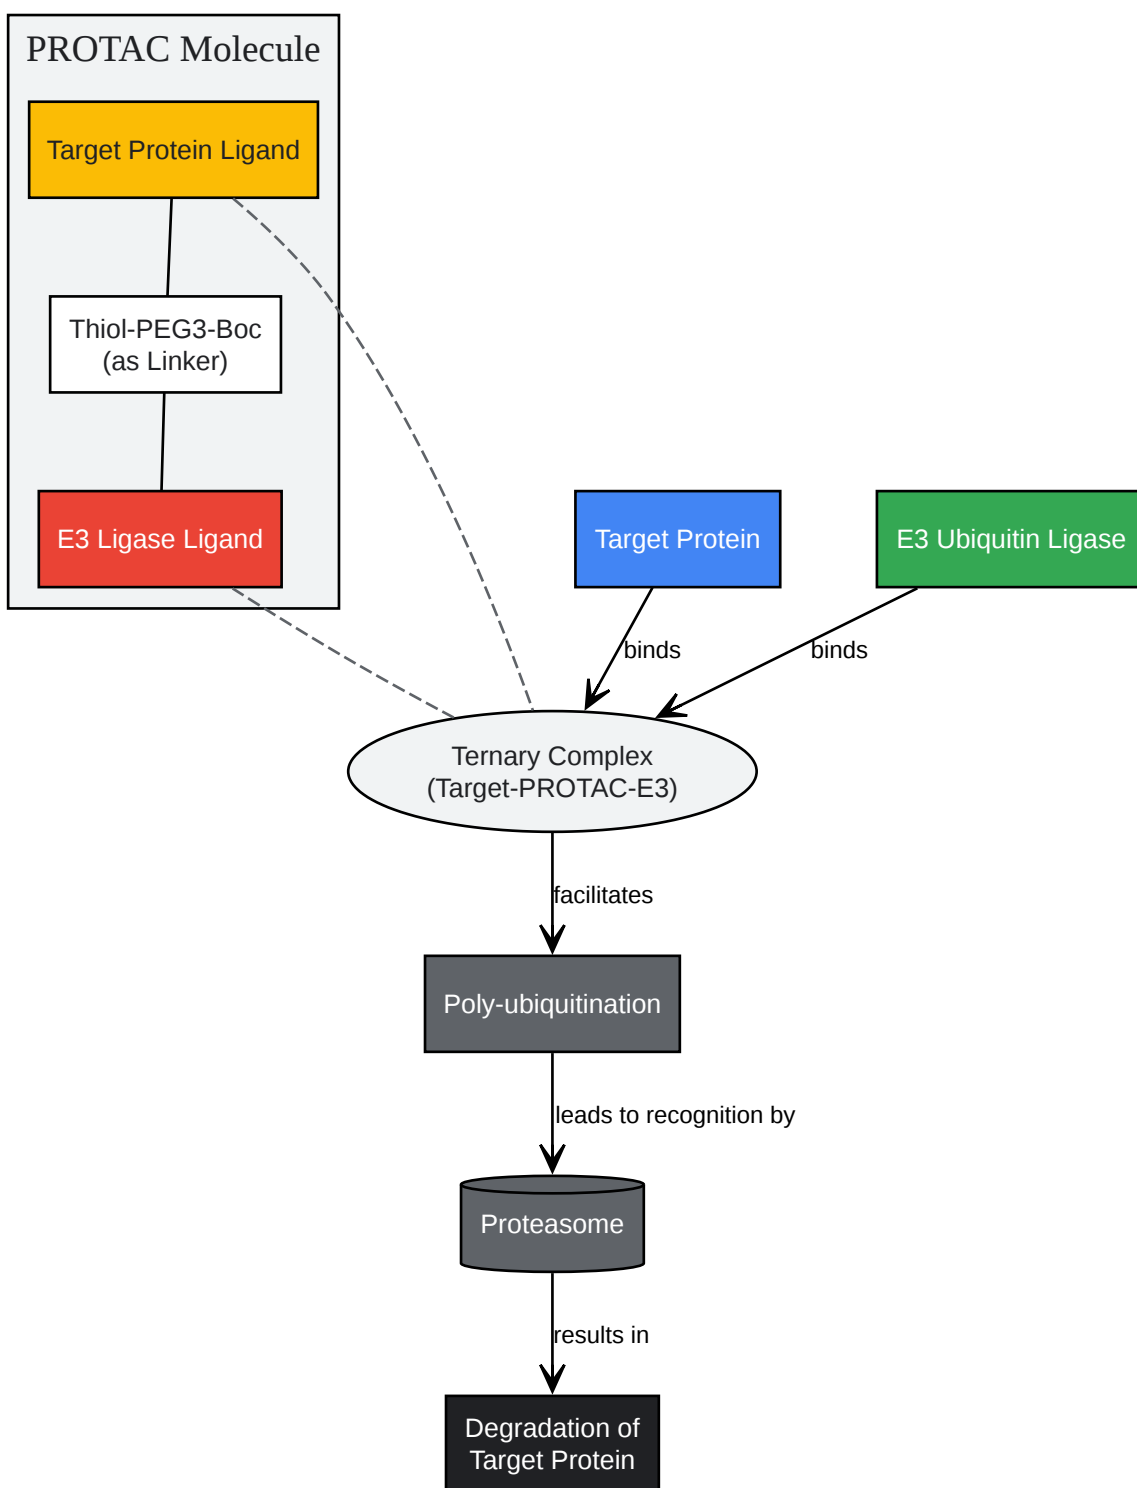 PROTAC Molecule
Target Protein Ligand
Thiol-PEG3-Boc
(as Linker)
E3 Ligase Ligand
Target Protein
E3 Ubiquitin Ligase
binds
binds
Ternary Complex
(Target-PROTAC-E3)
facilitates
Poly-ubiquitination
leads to recognition by
Proteasome
results in
Degradation of
Target Protein